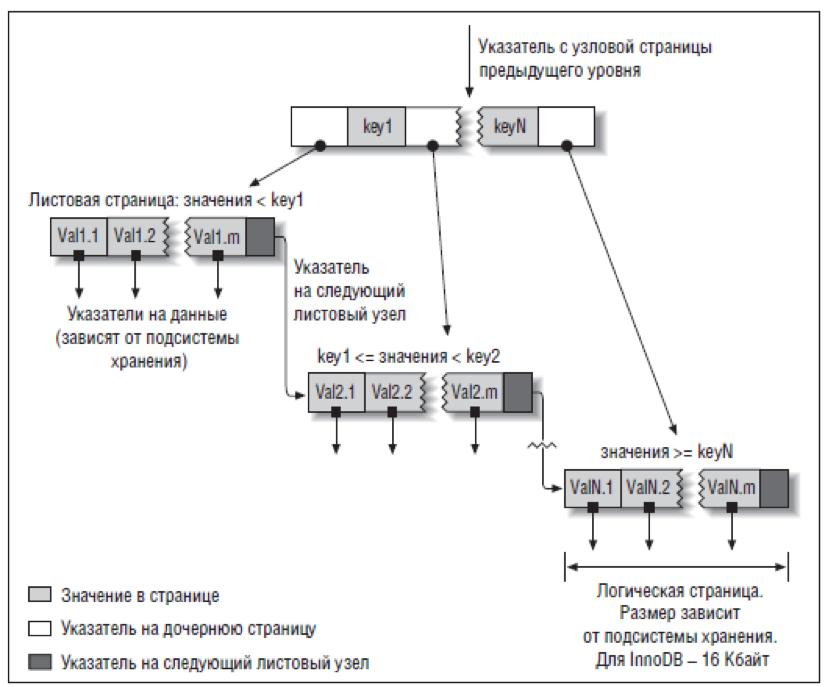 Указатель с узловой страницы
предыдущего уровня
key1
keyN
Листовая страница: значения < key1
Val1.1
Val1.2
Val1.m
Указатель
на следующий
листовый узел
Указатели на данные
(зависят от подсистемы
хранения)
key1 <= значения < key2
Val2.1
Val2.2
Val2.m
значения >= keyN
ValN.1
ValN.2
ValN.m
Логическая страница.
Размер зависит
от подсистемы хранения.
Для InnoDB – 16 Кбайт
Значение в странице
Указатель на дочернюю страницу
Указатель на следующий листовый узел